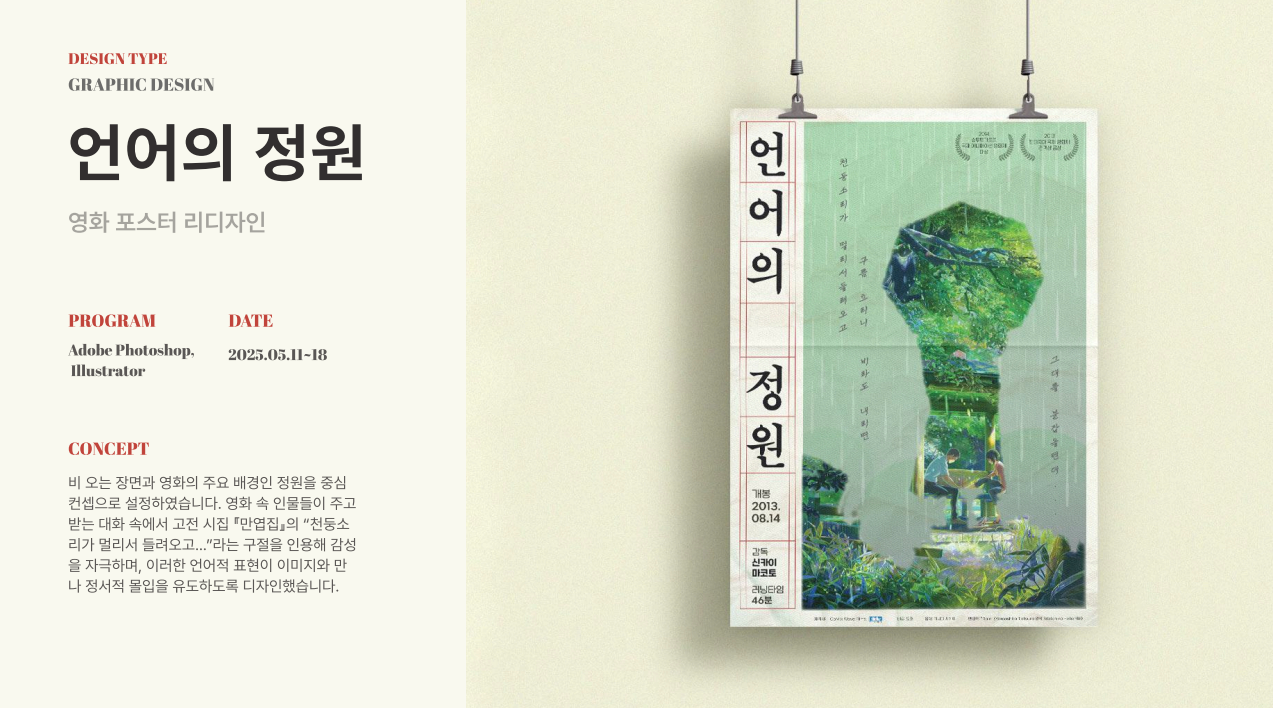 DESIGN TYPE
GRAPHIC DESIGN
언어의 정원
영화 포스터 리디자인
PROGRAM
Adobe Photoshop,
Illustrator
DATE
2025.05.11~18
CONCEPT
비 오는 장면과 영화의 주요 배경인 정원을 중심
컨셉으로 설정하였습니다. 영화 속 인물들이 주고
받는 대화 속에서 고전 시집 『만엽집』의 “천둥소
리가 멀리서 들려오고...”라는 구절을 인용해 감성
을 자극하며, 이러한 언어적 표현이 이미지와 만
나 정서적 몰입을 유도하도록 디자인했습니다.
언어의 정원
개봉
2013.
08.14
감독
신카이
마코토
러닝타임
46분
천둥소리가 멀리서들려오고
구름 흐리니 비라도 내리면
그대를 붙잡을텐데...